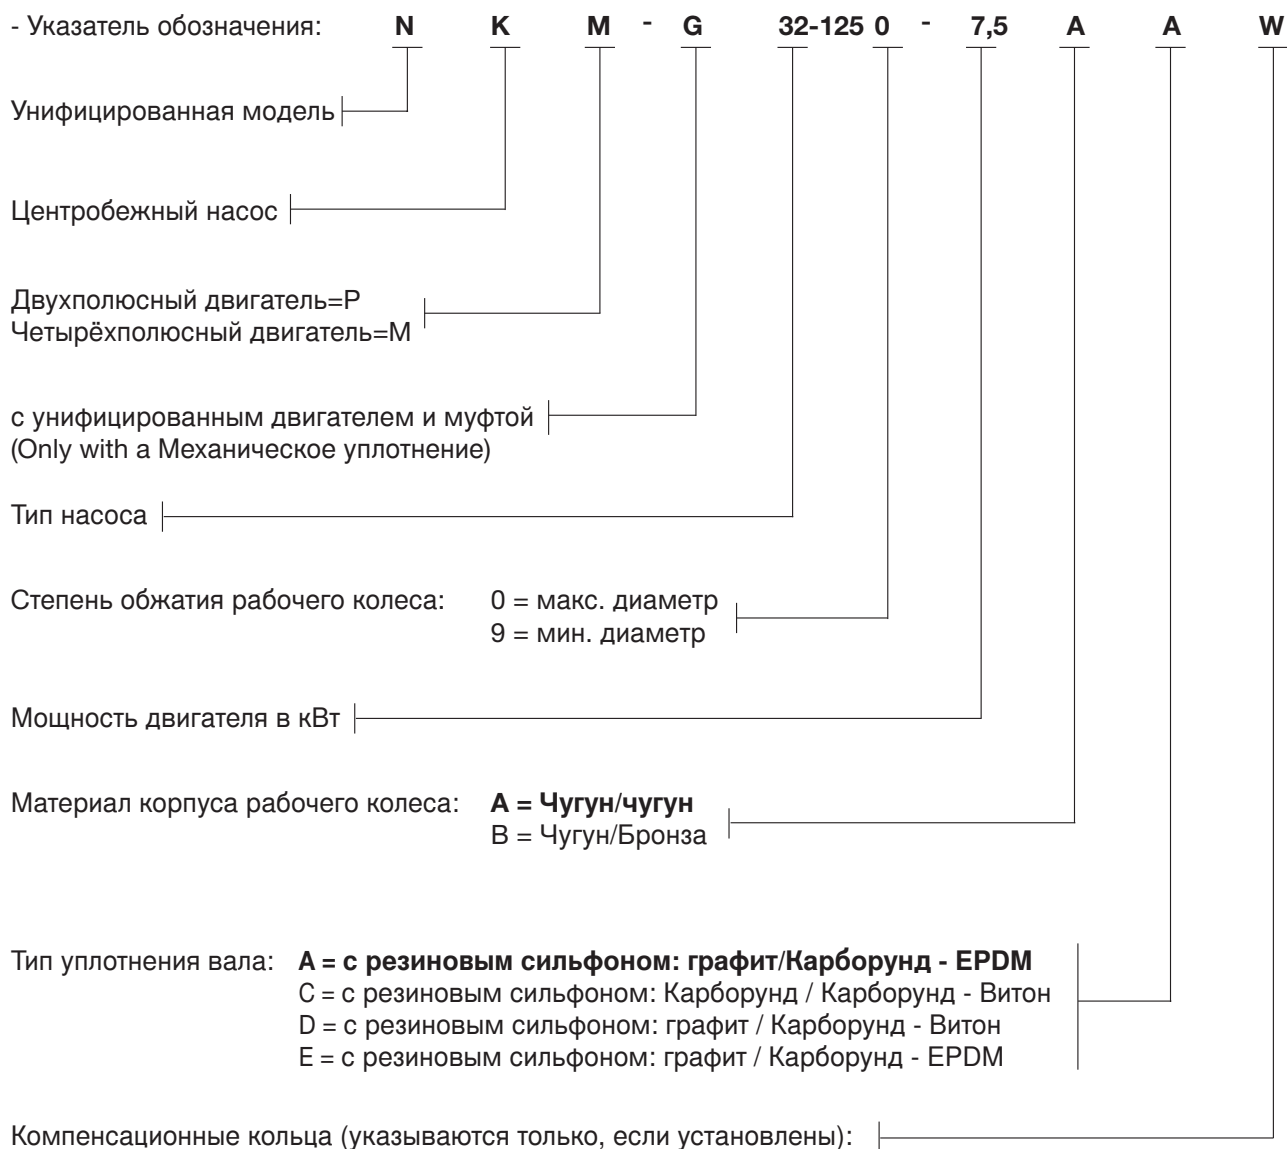 - Указатель обозначения: N K M - G 32-125 0 - 7,5 A A W
Унифицированная модель
Центробежный насос
Двухполюсный двигатель=P
Четырёхполюсный двигатель=M
с унифицированным двигателем и муфтой
(Only with a Механическое уплотнение)
Тип насоса
Степень обжатия рабочего колеса: 0 = макс. диаметр
9 = мин. диаметр
Мощность двигателя в кВт
Материал корпуса рабочего колеса: A = Чугун/чугун
B = Чугун/Бронза
Тип уплотнения вала: A = с резиновым сильфоном: графит/Карборунд - EPDM
C = с резиновым сильфоном: Карборунд / Карборунд - Витон
D = с резиновым сильфоном: графит / Карборунд - Витон
E = с резиновым сильфоном: графит / Карборунд - EPDM
Компенсационные кольца (указываются только, если установлены):